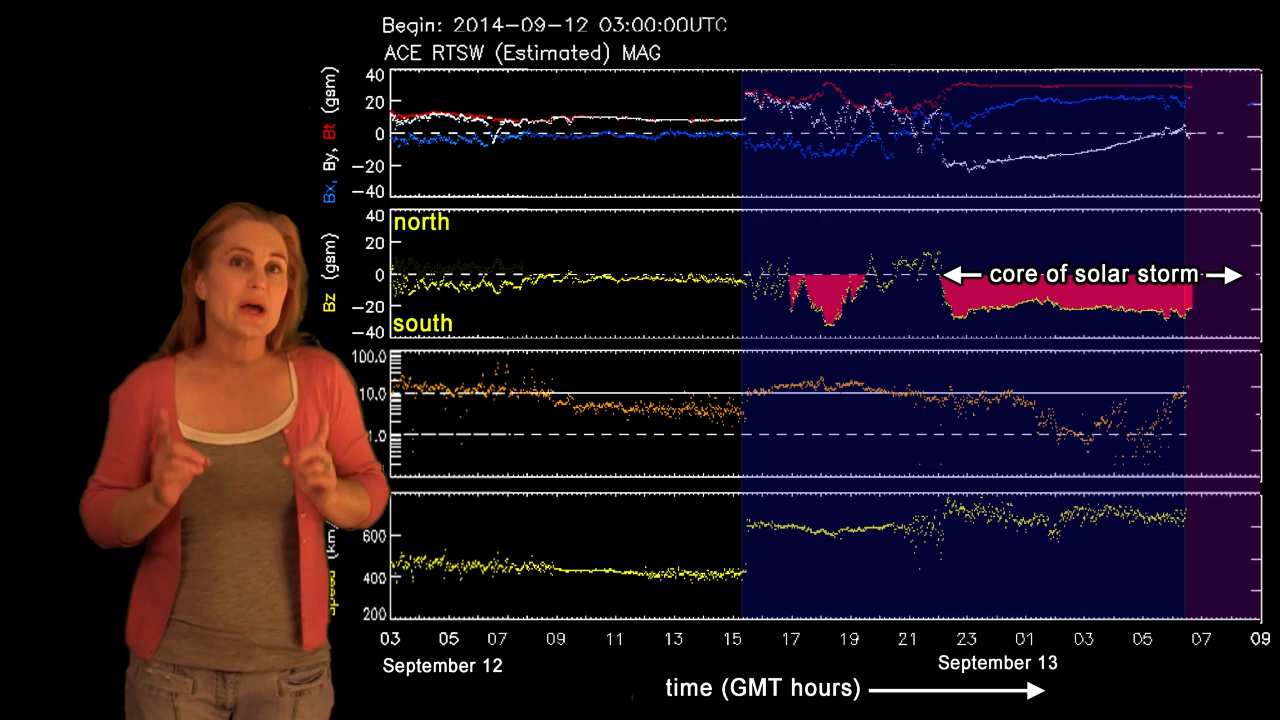 Begin: 2014-09-12 03:00:00UTC
ACE RTSW (Estimated) MAG
Bx, By, Bt (gsm)
40
20
0
-20
-40
Bz (gsm)
40
20
0
-20
-40
north
south
core of solar storm
100.0
10.0
1.0
speed (km/
600
400
200
03 05 07 09 11 13 15 17 19 21 23 01 03 05 07 09
September 12
September 13
time (GMT hours)